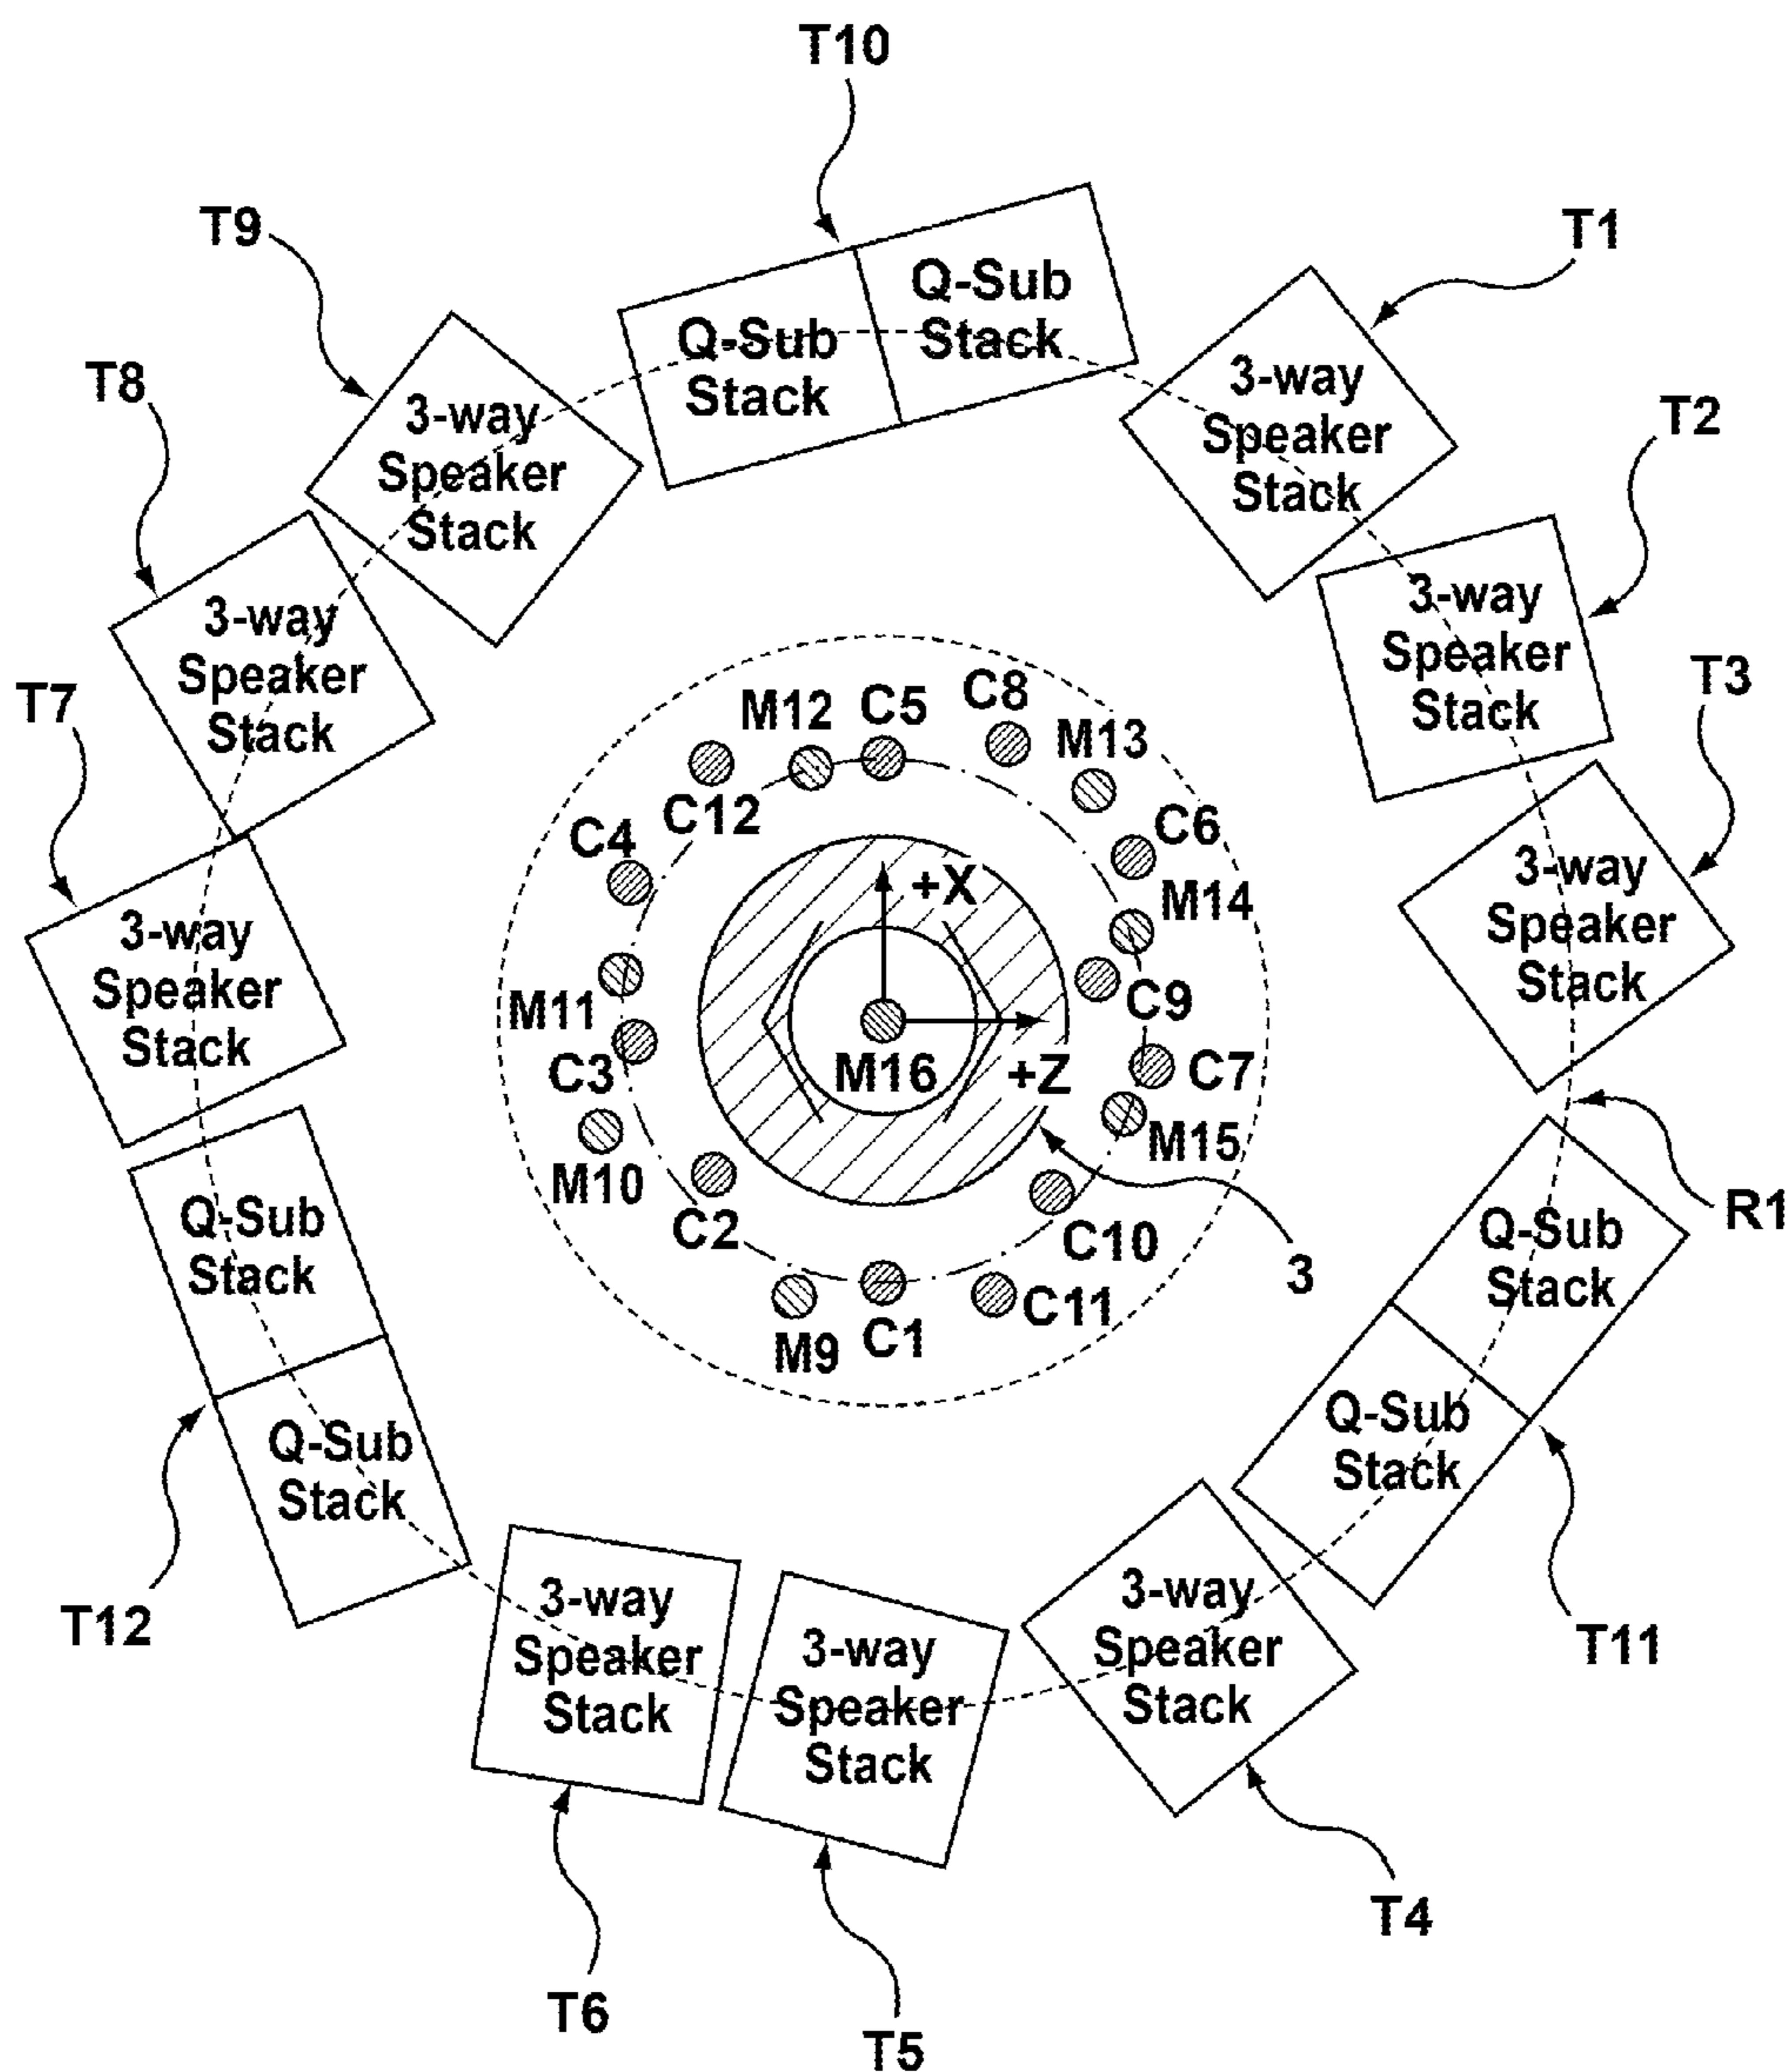 T10
T9
T1
Q-Sub
Stack
Q-Sub
Stack
T8
3-way
Speaker
Stack
3-way
Speaker
Stack
T2
3-way
Speaker
Stack
3-way
Speaker
Stack
T7
T3
M12
C5
C8
M13
C12
C6
C4
M14
+X
3-way
Speaker
Stack
3-way
Speaker
Stack
M11
C9
C3
M16
+Z
C7
M10
M15
C2
C10
R1
Q-Sub
Stack
Q-Sub
Stack
3
C11
M9
C1
Q-Sub
Stack
Q-Sub
Stack
T12
3-way
Speaker
Stack
3-way
Speaker
Stack
3-way
Speaker
Stack
T11
T4
T6
T5